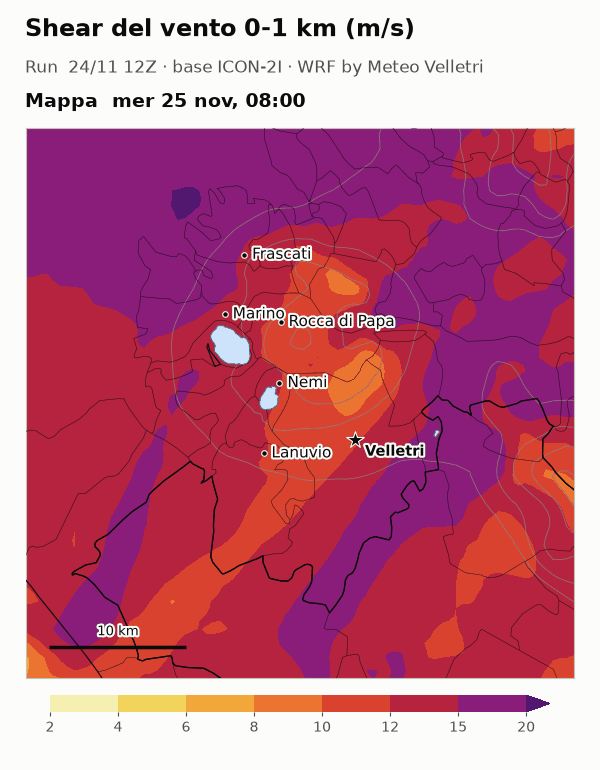 Shear del vento 0-1 km (m/s)
Run  24/11 12Z · base ICON-2I · WRF by Meteo Velletri
Mappa  mer 25 nov, 08:00
Frascati
Marino
Rocca di Papa
Nemi
Velletri
Lanuvio
10 km
2 4 6 8 10 12 15 20